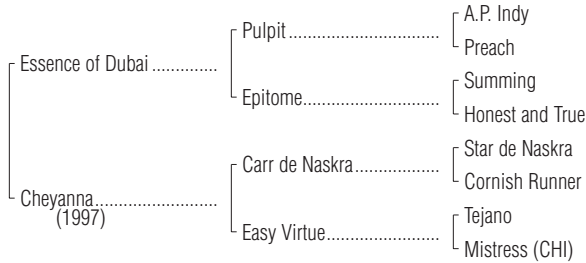 A.P. Indy
Pulpit
Preach
Essence of Dubai
Summing
Epitome
Honest and True
Star de Naskra
Carr de Naskra
Cornish Runner
Cheyanna
(1997)
Tejano
Easy Virtue
Mistress (CHI)